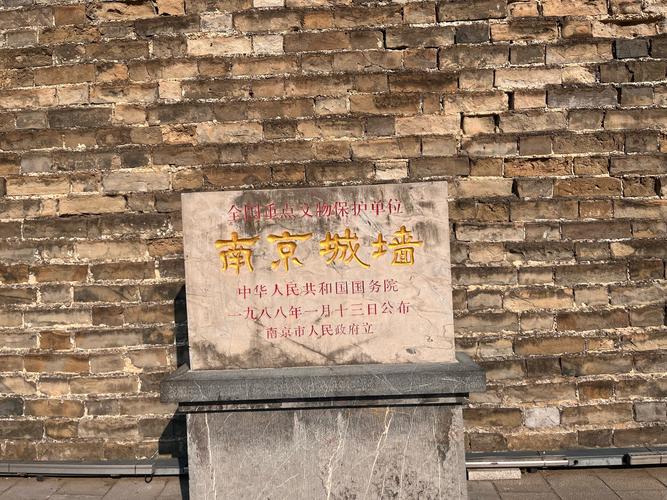 全国重点文物保护单位
南京城墙
中华人民共和国国务院
一九八八年一月十三日公布
南京市人民政府立